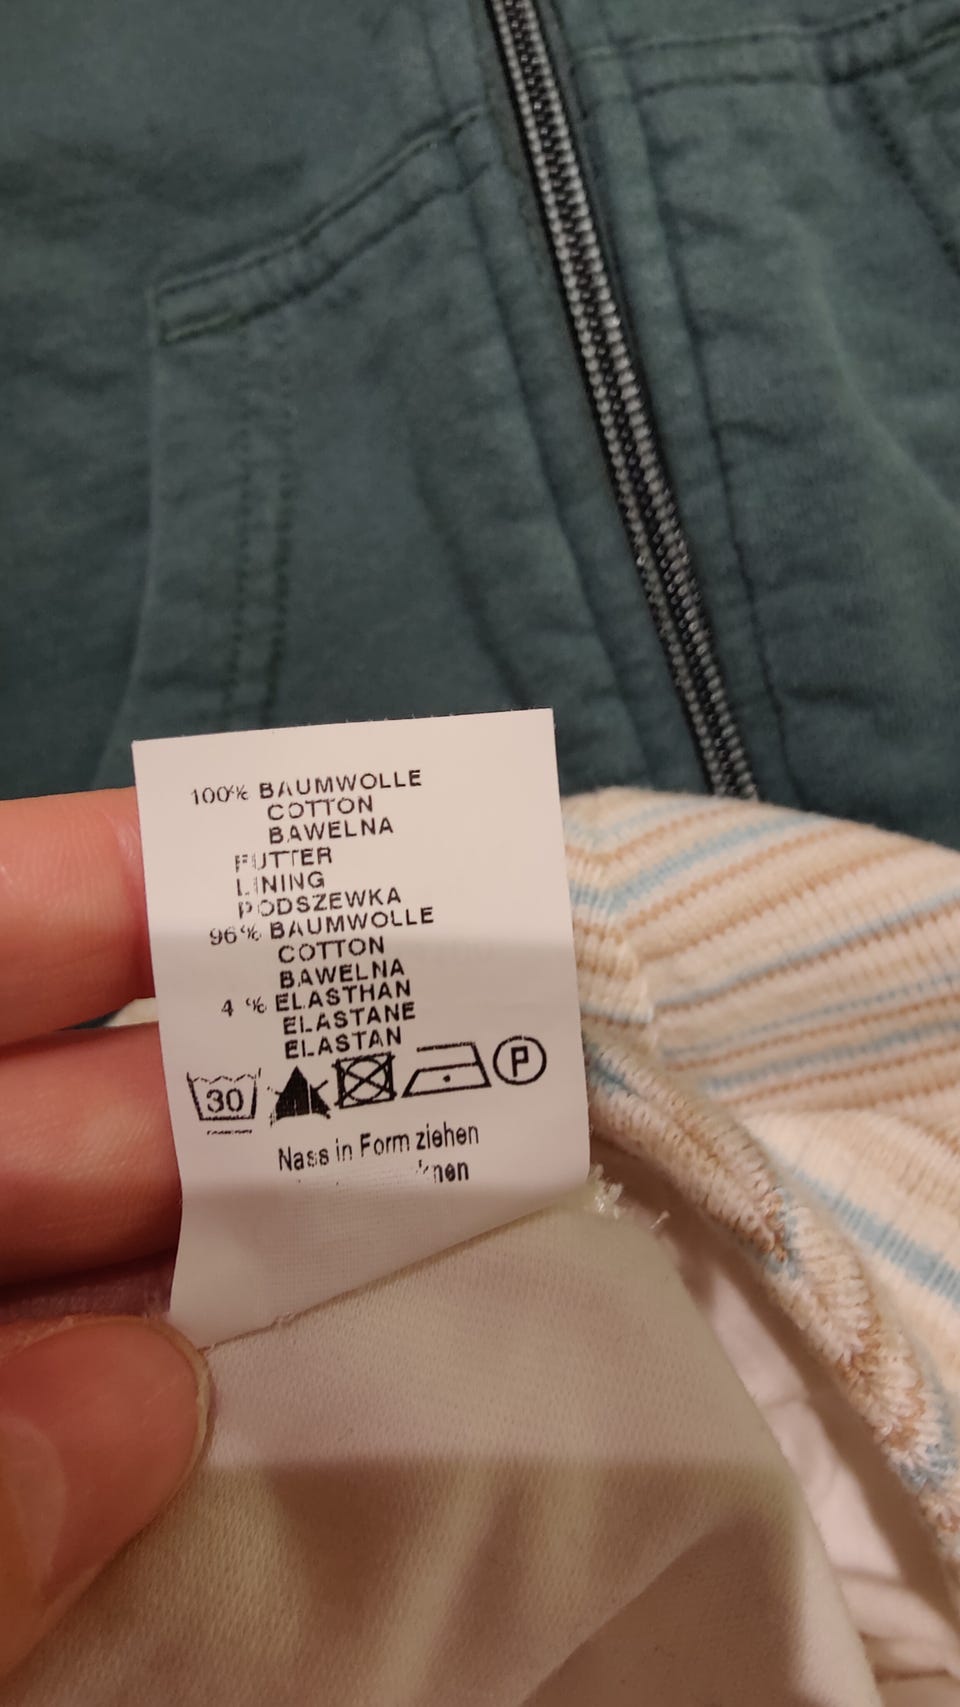 100% BAUMWOLLE
COTTON
BAWELNA
FUTTER
LINING
PODSZEWKA
96% BAUMWOLLE
COTTON
BAWELNA
4 % ELASTHAN
ELASTANE
ELASTAN
30 P
Nass in Form ziehen